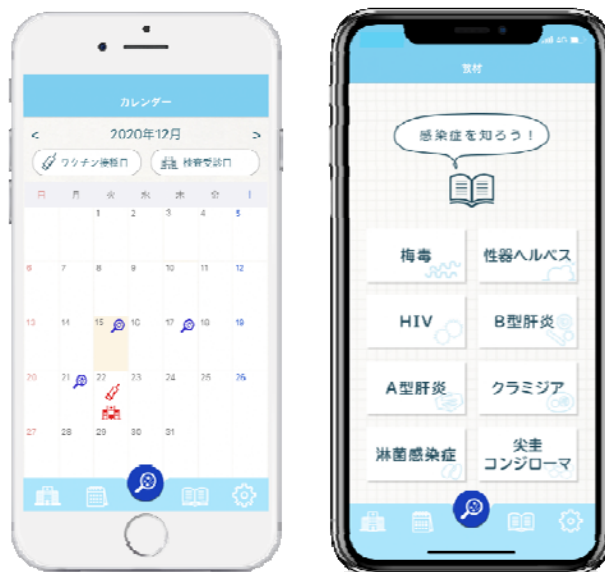 カレンダー
< 2020年12月 >
ワクチン接種日 検査受診日
日 月 火 水 木 金 土
1 2 3 4 5
6 7 8 9 10 11 12
13 14 15 16 17 18 19
20 21 22 23 24 25 26
27 28 29 30 31
4G
教材
感染症を知ろう!
梅毒 性器ヘルペス
HIV B型肝炎
A型肝炎 クラミジア
淋菌感染症 尖圭
コンジローマ